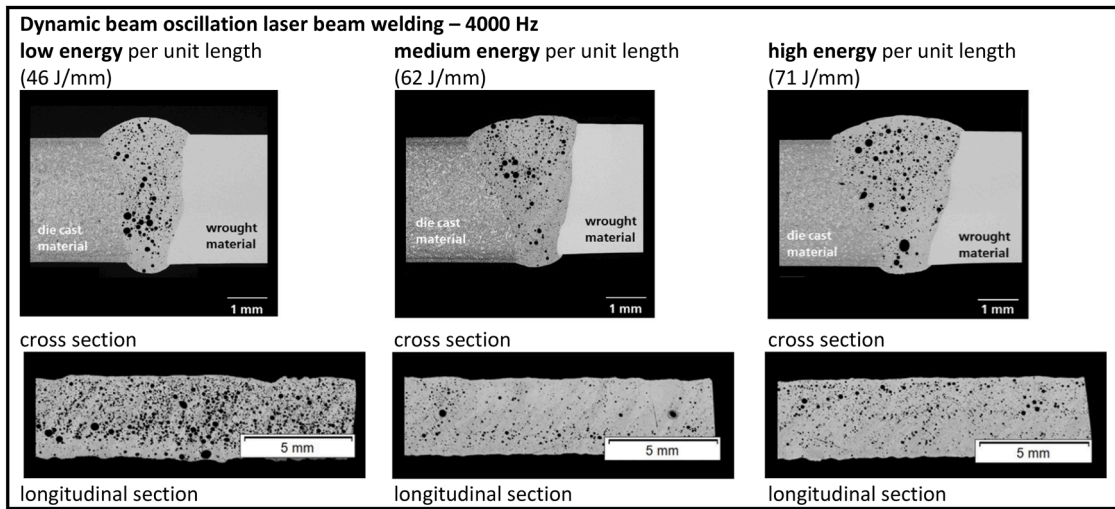 Dynamic beam oscillation laser beam welding – 4000 Hz
low energy per unit length
(46 J/mm)
medium energy per unit length
(62 J/mm)
high energy per unit length
(71 J/mm)
die cast
material
wrought
material
1 mm
die cast
material
wrought
material
1 mm
die cast
material
wrought
material
1 mm
cross section
cross section
cross section
5 mm
5 mm
5 mm
longitudinal section
longitudinal section
longitudinal section